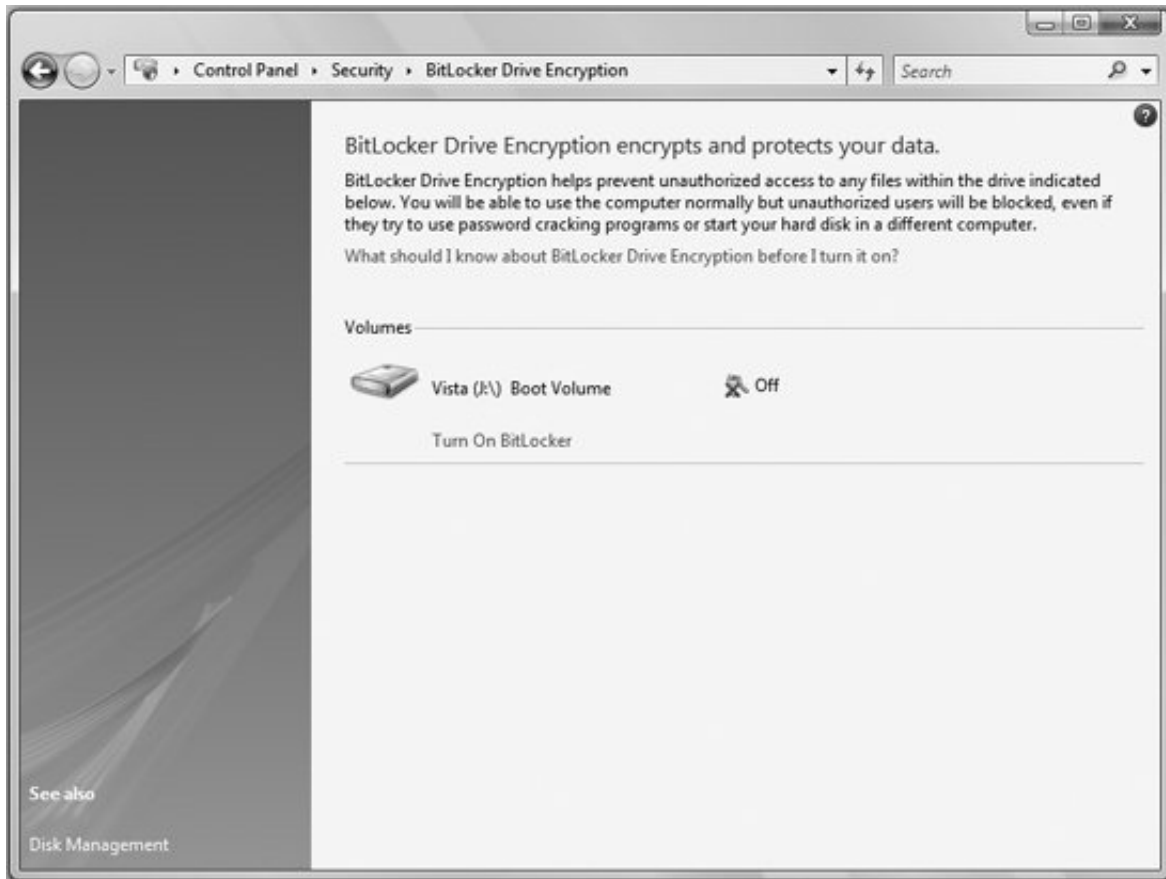 Control Panel ▸ Security ▸ BitLocker Drive Encryption
Search
BitLocker Drive Encryption encrypts and protects your data.
BitLocker Drive Encryption helps prevent unauthorized access to any files within the drive indicated
below. You will be able to use the computer normally but unauthorized users will be blocked, even if
they try to use password cracking programs or start your hard disk in a different computer.
What should I know about BitLocker Drive Encryption before I turn it on?
Volumes
Vista (J:\) Boot Volume Off
Turn On BitLocker
See also
Disk Management